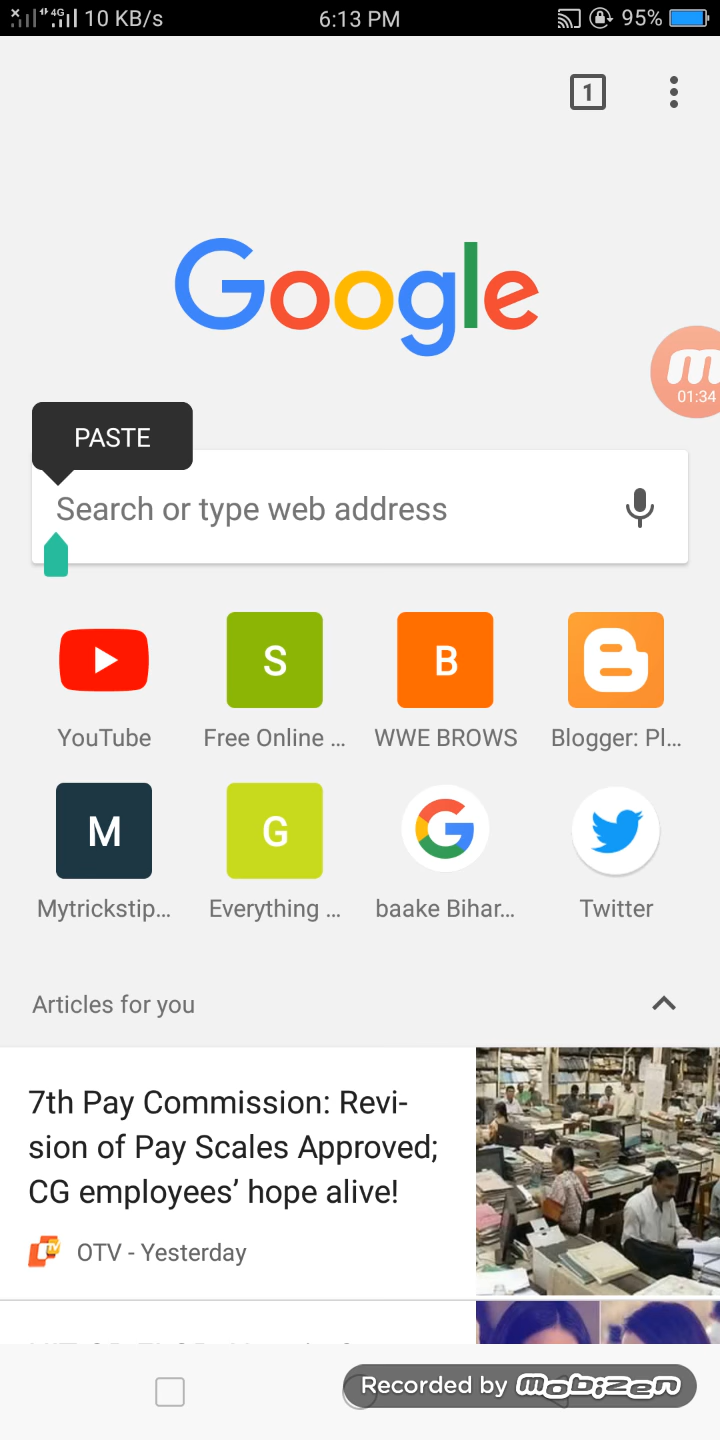 4G 10 KB/s 6:13 PM 95%
1
Google
01:34
PASTE
Search or type web address
S B
YouTube Free Online ... WWE BROWS Blogger: Pl...
M G
Mytrickstip... Everything ... baake Bihar... Twitter
Articles for you
7th Pay Commission: Revi-
sion of Pay Scales Approved;
CG employees’ hope alive!
OTV - Yesterday
Recorded by mobizen